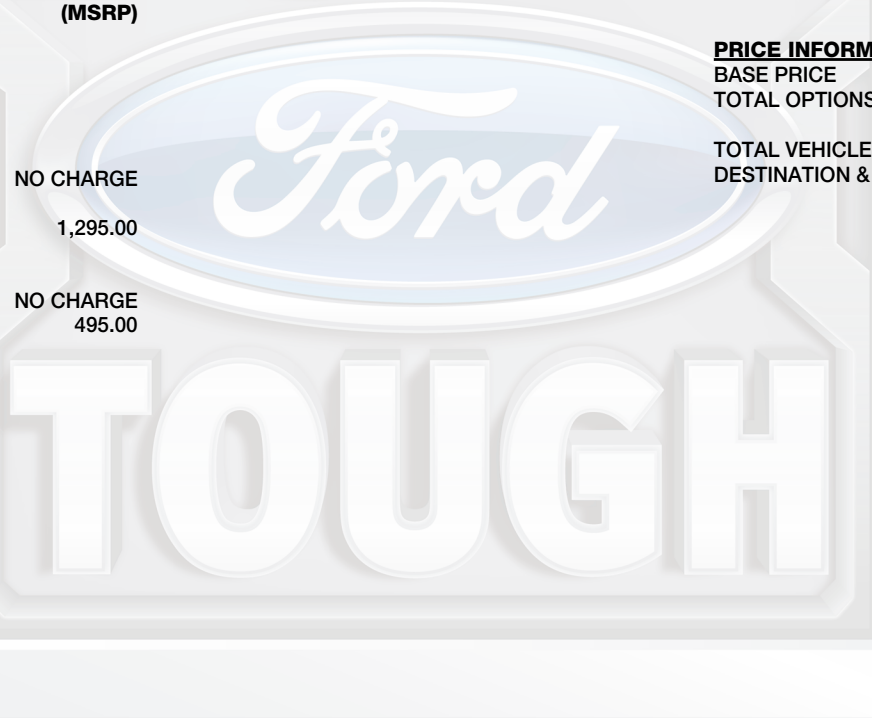 (MSRP)
NO CHARGE
1,295.00
NO CHARGE
495.00
PRICE INFORM
BASE PRICE
TOTAL OPTIONS
TOTAL VEHICLE
DESTINATION &
Ford
TOUGH